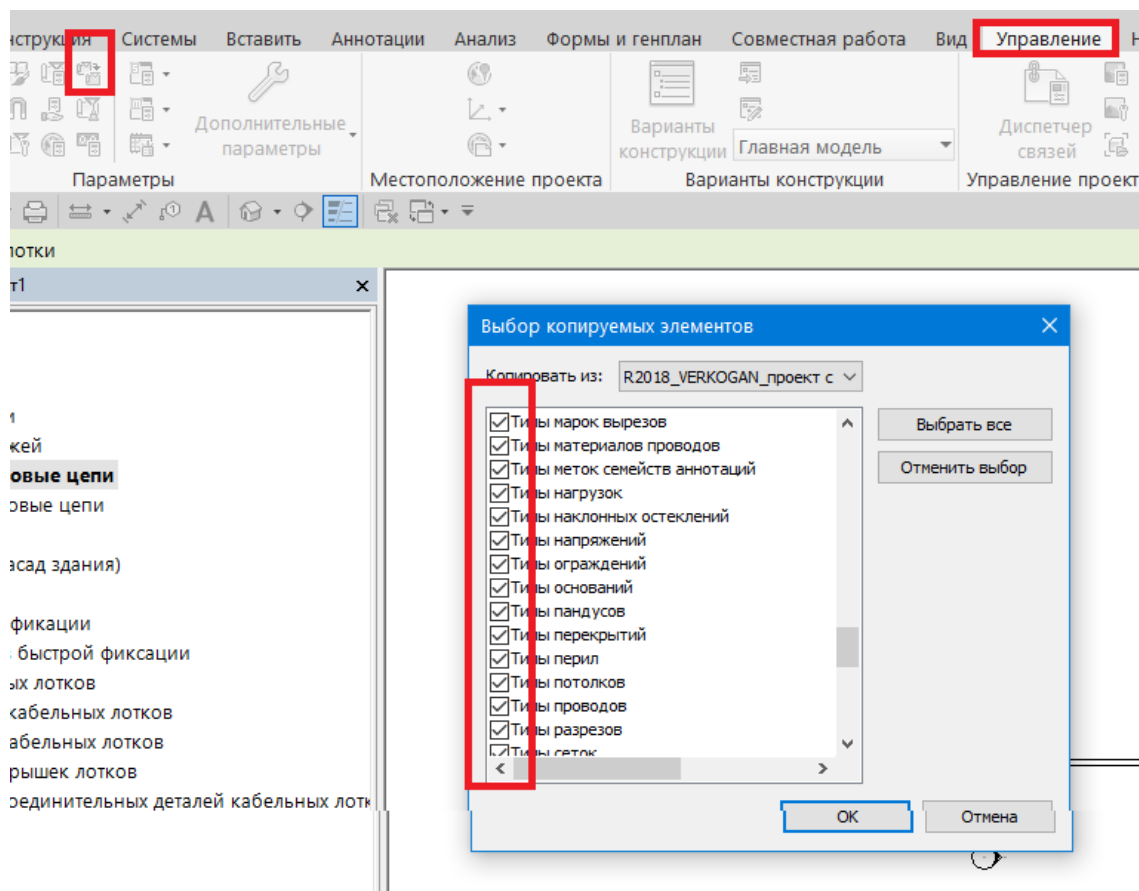 нструкция Системы Вставить Аннотации Анализ Формы и генплан Совместная работа Вид Управление Н
Дополнительные
параметры
Варианты
конструкции
Главная модель
Диспетчер
связей
Параметры Местоположение проекта Варианты конструкции Управление проект
лотки
т1 x
Выбор копируемых элементов
Копировать из: R2018_VERKOGAN_проект с
Выбрать все
Отменить выбор
Типы марок вырезов
Типы материалов проводов
Типы меток семейств аннотаций
Типы нагрузок
Типы наклонных остеклений
Типы напряжений
Типы ограждений
Типы оснований
Типы пандусов
Типы перекрытий
Типы перил
Типы потолков
Типы проводов
Типы разрезов
Типы сеток
ОК Отмена
и
жей
овые цепи
овые цепи
асад здания)
фикации
быстрой фиксации
ых лотков
кабельных лотков
абельных лотков
рышек лотков
оединительных деталей кабельных лотк